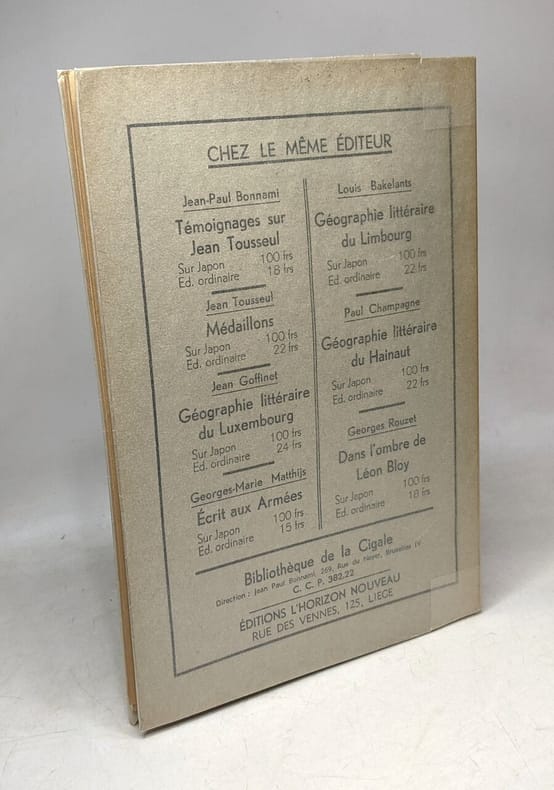 CHEZ LE MÊME ÉDITEUR
Jean-Paul Bonnami
Témoignages sur
Jean Tousseul
Sur Japon 100 frs
Ed. ordinaire 18 frs
Jean Tousseul
Médaillons
Sur Japon 100 frs
Ed. ordinaire 22 frs
Jean Goffinet
Géographie littéraire
du Luxembourg
Sur Japon 100 frs
Ed. ordinaire 24 frs
Georges-Marie Matthijs
Écrit aux Armées
Sur Japon 100 frs
Ed. ordinaire 15 frs
Louis Bakelants
Géographie littéraire
du Limbourg
Sur Japon 100 frs
Ed. ordinaire 22 frs
Paul Champagne
Géographie littéraire
du Hainaut
Sur Japon 100 frs
Ed. ordinaire 22 frs
Georges Rouzet
Dans l'ombre de
Léon Bloy
Sur Japon 100 frs
Ed. ordinaire 18 frs
Bibliothèque de la Cigale
Direction : Jean Paul Bonnami, 269, Rue du Noyer, Bruxelles IV
C. C. P. 382.22
ÉDITIONS L'HORIZON NOUVEAU
RUE DES VENNES, 125, LIEGE